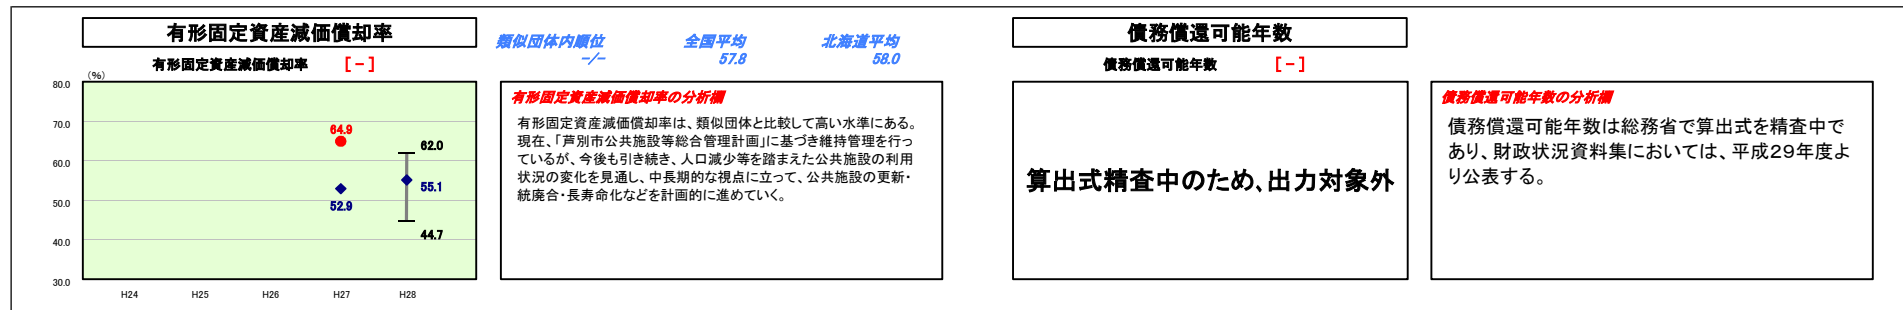 有形固定資産減価償却率
有形固定資産減価償却率 [－]
類似団体内順位 全国平均 北海道平均
-/- 57.8 58.0
(%)
80.0
70.0
60.0
50.0
40.0
30.0
64.9
52.9
62.0
55.1
44.7
H24 H25 H26 H27 H28
有形固定資産減価償却率の分析欄
有形固定資産減価償却率は、類似団体と比較して高い水準にある。
現在、「芦別市公共施設等総合管理計画」に基づき維持管理を行っ
ているが、今後も引き続き、人口減少等を踏まえた公共施設の利用
状況の変化を見通し、中長期的な視点に立って、公共施設の更新・
統廃合・長寿命化などを計画的に進めていく。
債務償還可能年数
債務償還可能年数 [－]
算出式精査中のため、出力対象外
債務償還可能年数の分析欄
債務償還可能年数は総務省で算出式を精査中で
あり、財政状況資料集においては、平成29年度よ
り公表する。